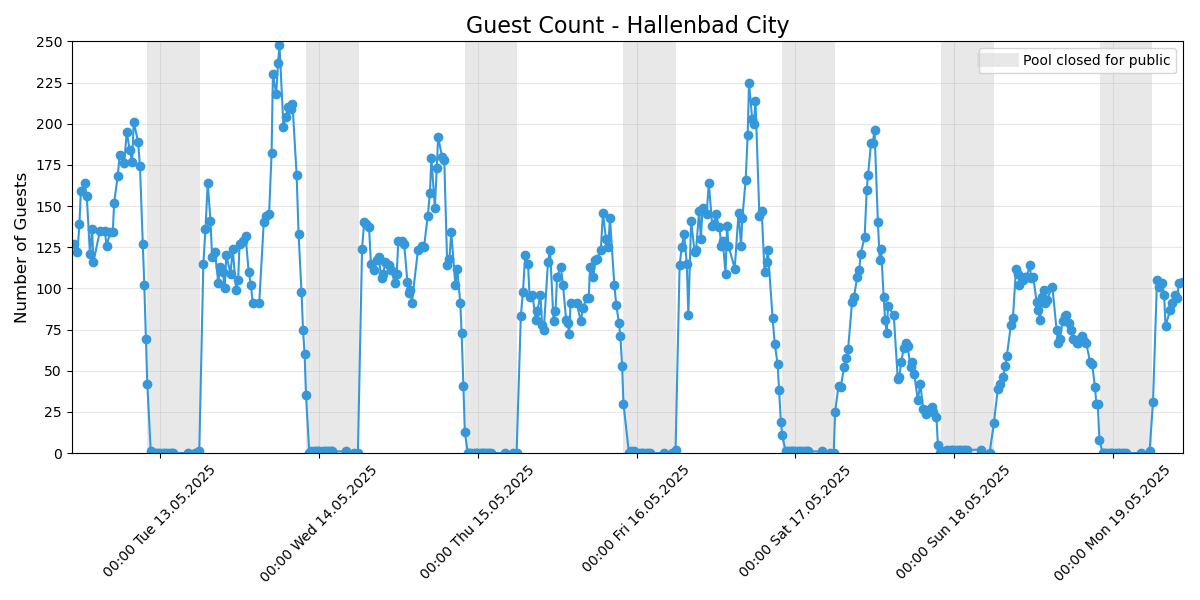 Guest Count - Hallenbad City
Pool closed for public
Number of Guests
250
225
200
175
150
125
100
75
50
25
0
00:00 Tue 13.05.2025
00:00 Wed 14.05.2025
00:00 Thu 15.05.2025
00:00 Fri 16.05.2025
00:00 Sat 17.05.2025
00:00 Sun 18.05.2025
00:00 Mon 19.05.2025